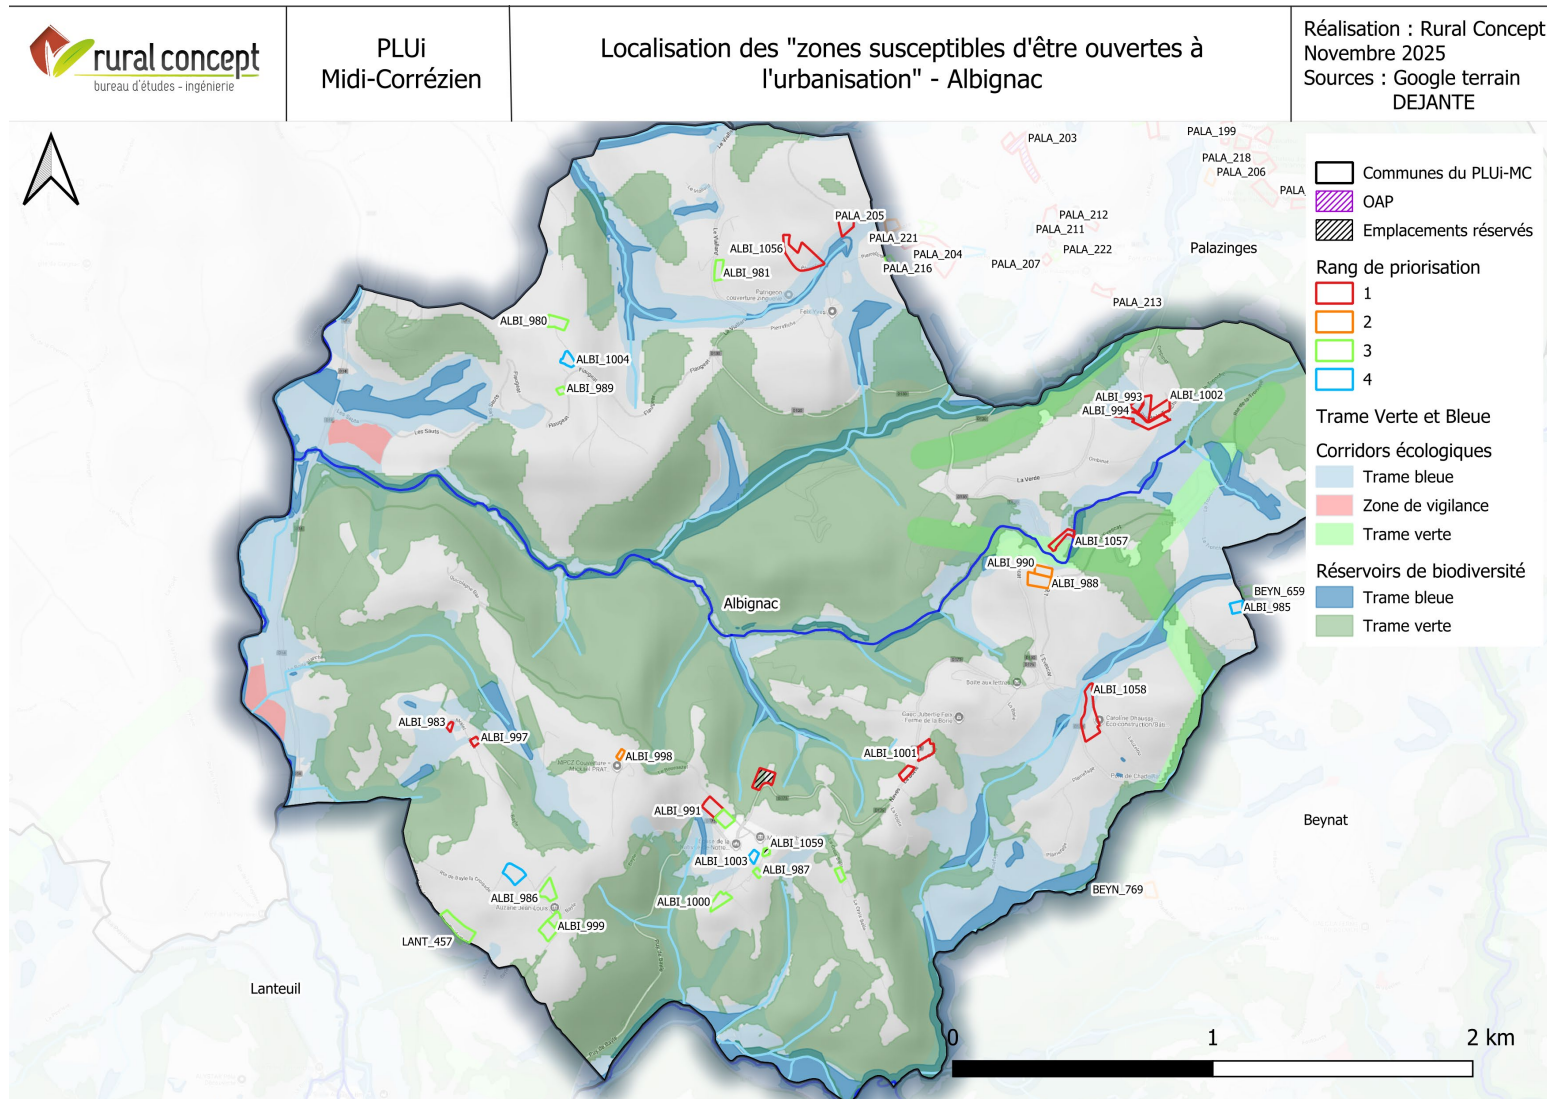 rural concept
bureau d'études - ingénierie
PLUi
Midi-Corrézien
Localisation des "zones susceptibles d'être ouvertes à
l'urbanisation" - Albignac
Réalisation : Rural Concept
Novembre 2025
Sources : Google terrain
DEJANTE
Communes du PLUi-MC
OAP
Emplacements réservés
Rang de priorisation
1
2
3
4
Trame Verte et Bleue
Corridors écologiques
Trame bleue
Zone de vigilance
Trame verte
Réservoirs de biodiversité
Trame bleue
Trame verte
PALA_203
PALA_199
PALA_218
PALA_206
PALA_
PALA_205
PALA_212
PALA_211
PALA_221
PALA_222
PALA_204
PALA_207
PALA_216
PALA_213
Palazinges
ALBI_1056
ALBI_981
ALBI_980
ALBI_1004
ALBI_989
Les Sauts
ALBI_993
ALBI_1002
ALBI_994
La Verde
ALBI_1057
ALBI_990
ALBI_988
BEYN_659
ALBI_985
Albignac
ALBI_1058
ALBI_983
ALBI_997
ALBI_998
ALBI_1001
ALBI_991
ALBI_1059
ALBI_1003
ALBI_987
ALBI_986
ALBI_1000
ALBI_999
LANT_457
BEYN_769
Beynat
Lanteuil
0
1
2 km